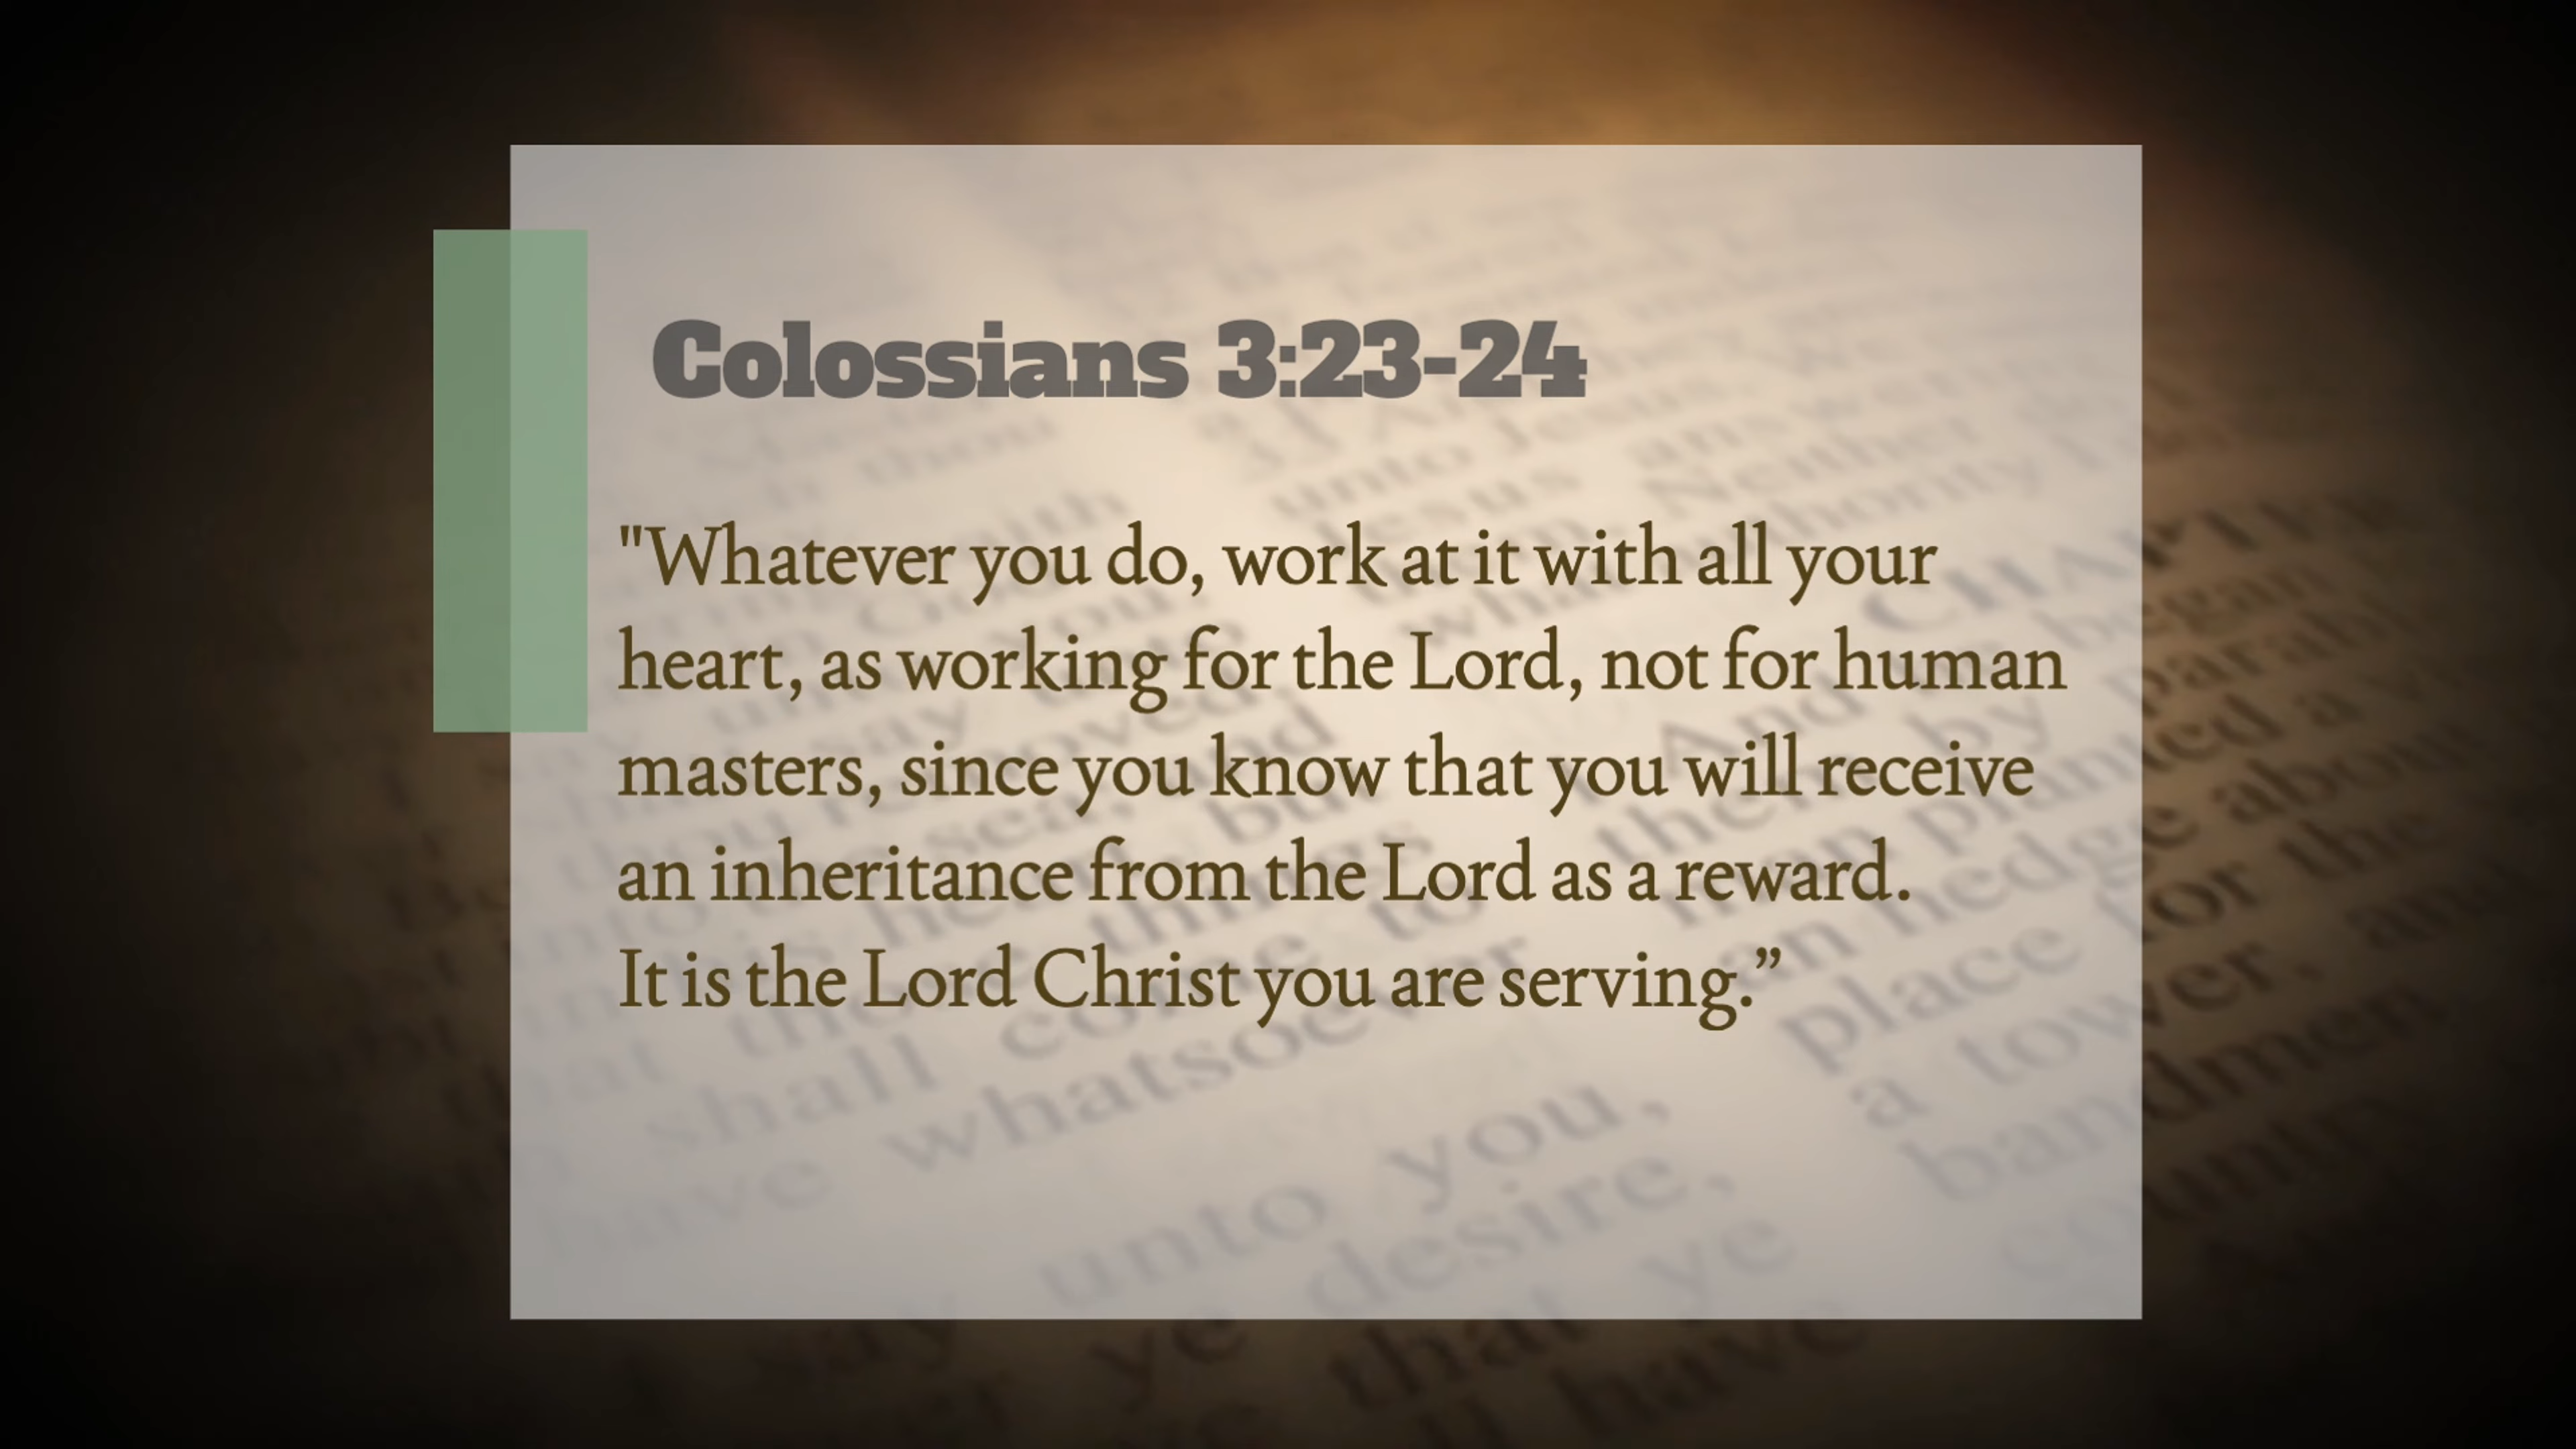 Colossians 3:23-24
"Whatever you do, work at it with all your
heart, as working for the Lord, not for human
masters, since you know that you will receive
an inheritance from the Lord as a reward.
It is the Lord Christ you are serving.”